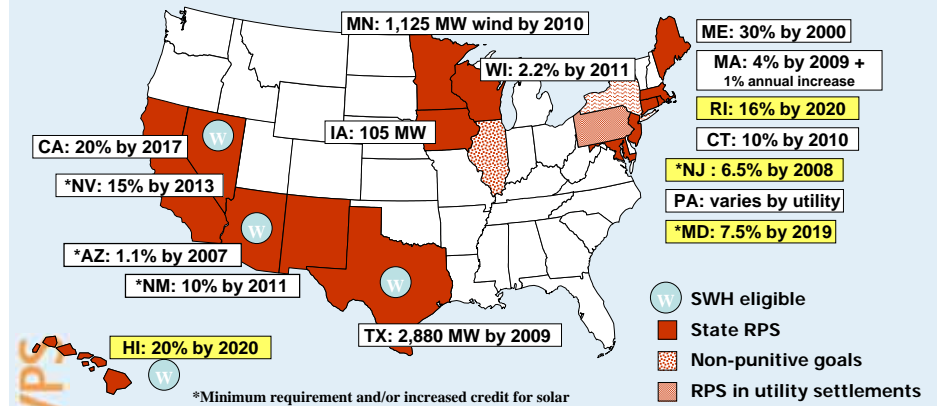 MN: 1,125 MW wind by 2010
ME: 30% by 2000
MA: 4% by 2009 +
1% annual increase
WI: 2.2% by 2011
RI: 16% by 2020
W
IA: 105 MW
CT: 10% by 2010
CA: 20% by 2017
*NJ : 6.5% by 2008
*NV: 15% by 2013
PA: varies by utility
W
*MD: 7.5% by 2019
*AZ: 1.1% by 2007
*NM: 10% by 2011
W
W SWH eligible
TX: 2,880 MW by 2009
State RPS
HI: 20% by 2020
W
Non-punitive goals
RPS in utility settlements
*Minimum requirement and/or increased credit for solar